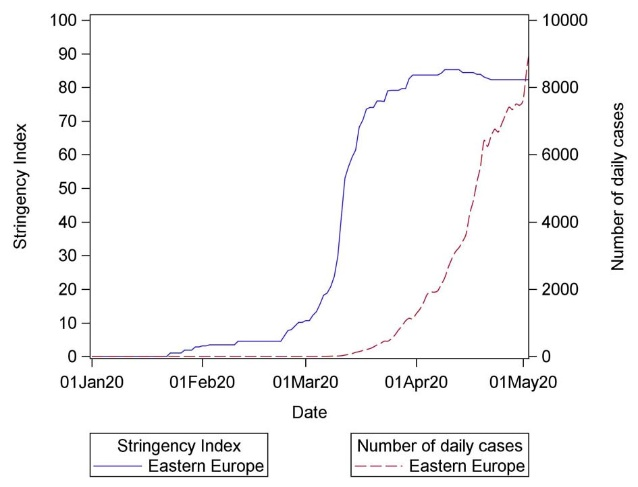 100
90
80
70
60
50
40
30
20
10
0
Stringency Index
10000
8000
6000
4000
2000
0
Number of daily cases
01Jan20 01Feb20 01Mar20 01Apr20 01May20
Date
Stringency Index
Eastern Europe
Number of daily cases
Eastern Europe